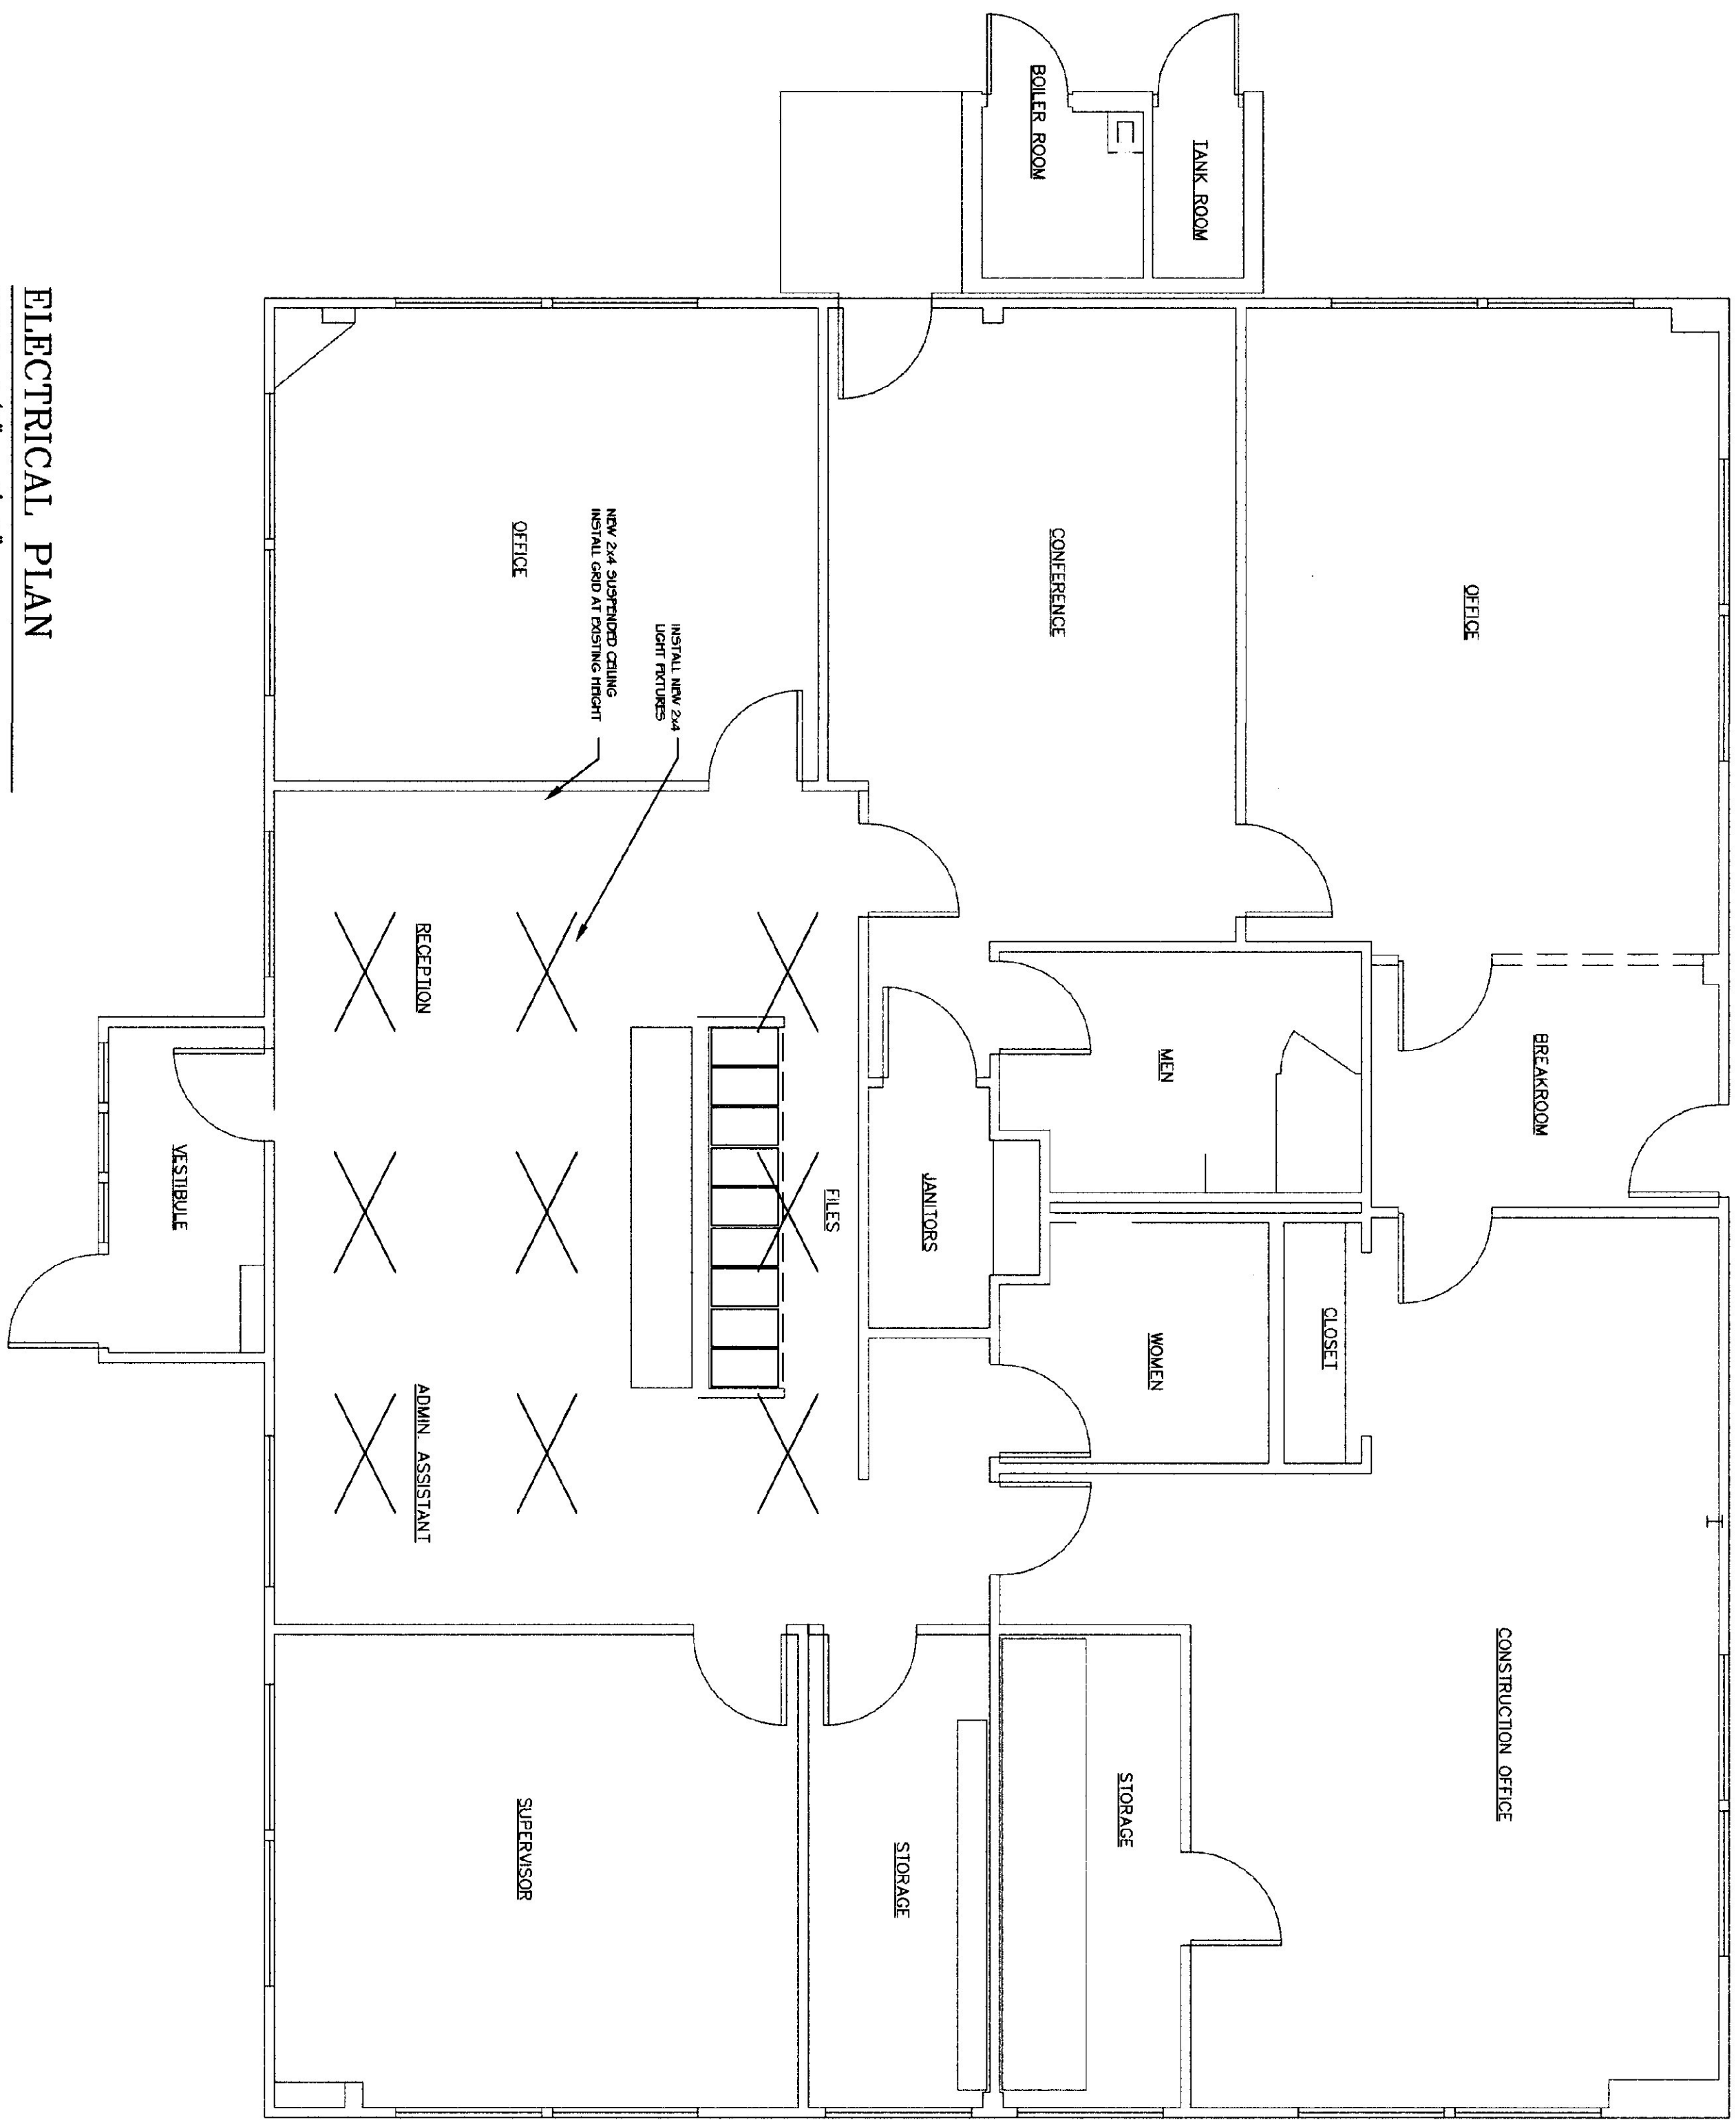 OFFICE
BREAKROOM
CONSTRUCTION OFFICE
CLOSET
TANK ROOM
MEN
WOMEN
STORAGE
BOILER ROOM
CONFERENCE
JANITORS
STORAGE
FILES
INSTALL NEW 2x4
LIGHT FIXTURES
NEW 2x4 SUSPENDED CEILING
INSTALL GRID AT EXISTING HEIGHT
OFFICE
SUPERVISOR
RECEPTION
ADMIN. ASSISTANT
VESTIBULE
ELECTRICAL PLAN